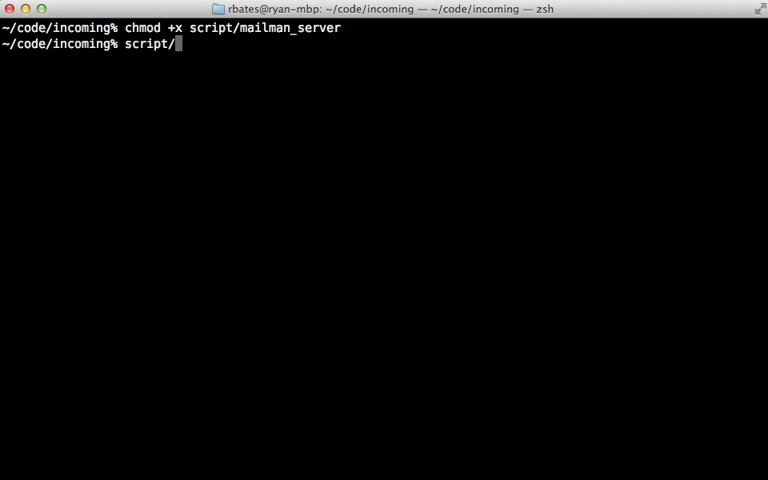 rbates@ryan-mbp: ~/code/incoming — ~/code/incoming — zsh
~/code/incoming% chmod +x script/mailman_server
~/code/incoming% script/